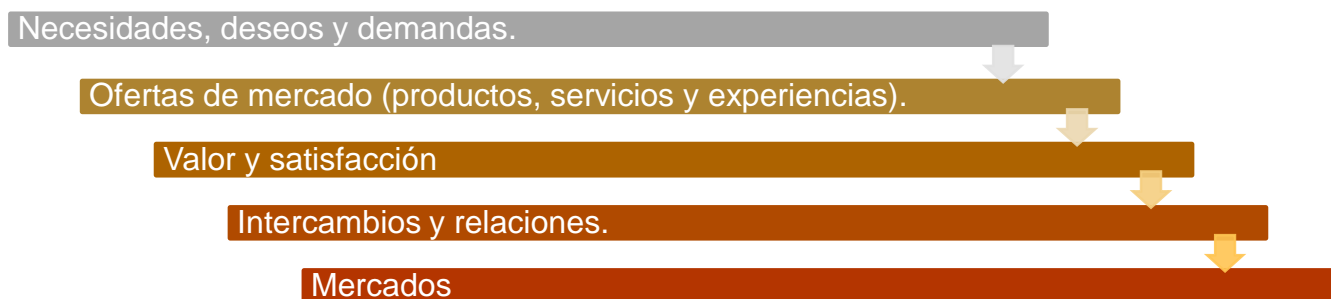 Necesidades, deseos y demandas.
Ofertas de mercado (productos, servicios y experiencias).
Valor y satisfacción
Intercambios y relaciones.
Mercados